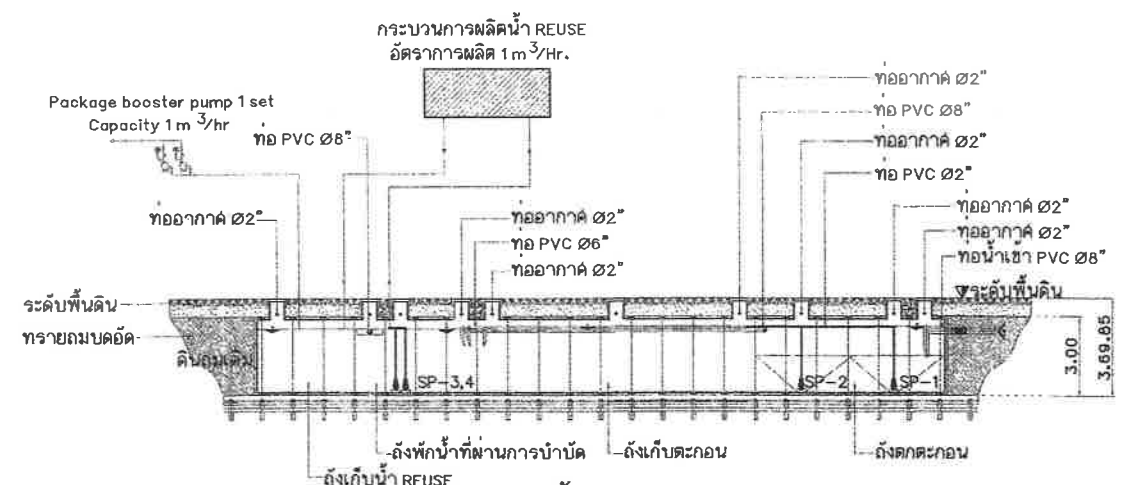 กระบวนการผลิตน้ำ REUSE
อัตราการผลิต 1 m³/Hr.
Package booster pump 1 set
Capacity 1 m³/hr
ท่อ PVC Ø8"
ท่ออากาศ Ø2"
ท่อ PVC Ø8"
ท่ออากาศ Ø2"
ท่อ PVC Ø2"
ท่ออากาศ Ø2"
ท่ออากาศ Ø2"
ท่อ PVC Ø6"
ท่ออากาศ Ø2"
ท่ออากาศ Ø2"
ท่ออากาศ Ø2"
ท่อน้ำเข้า PVC Ø8"
ระดับพื้นดิน
ระดับพื้นดิน
ทรายถมบดอัด
ดินถมเดิม
SP-3,4
SP-2
SP-1
3.00
3.69.85
ถังพักน้ำที่ผ่านการบำบัด
ถังเก็บตะกอน
ถังตกตะกอน
ถังเก็บน้ำ REUSE